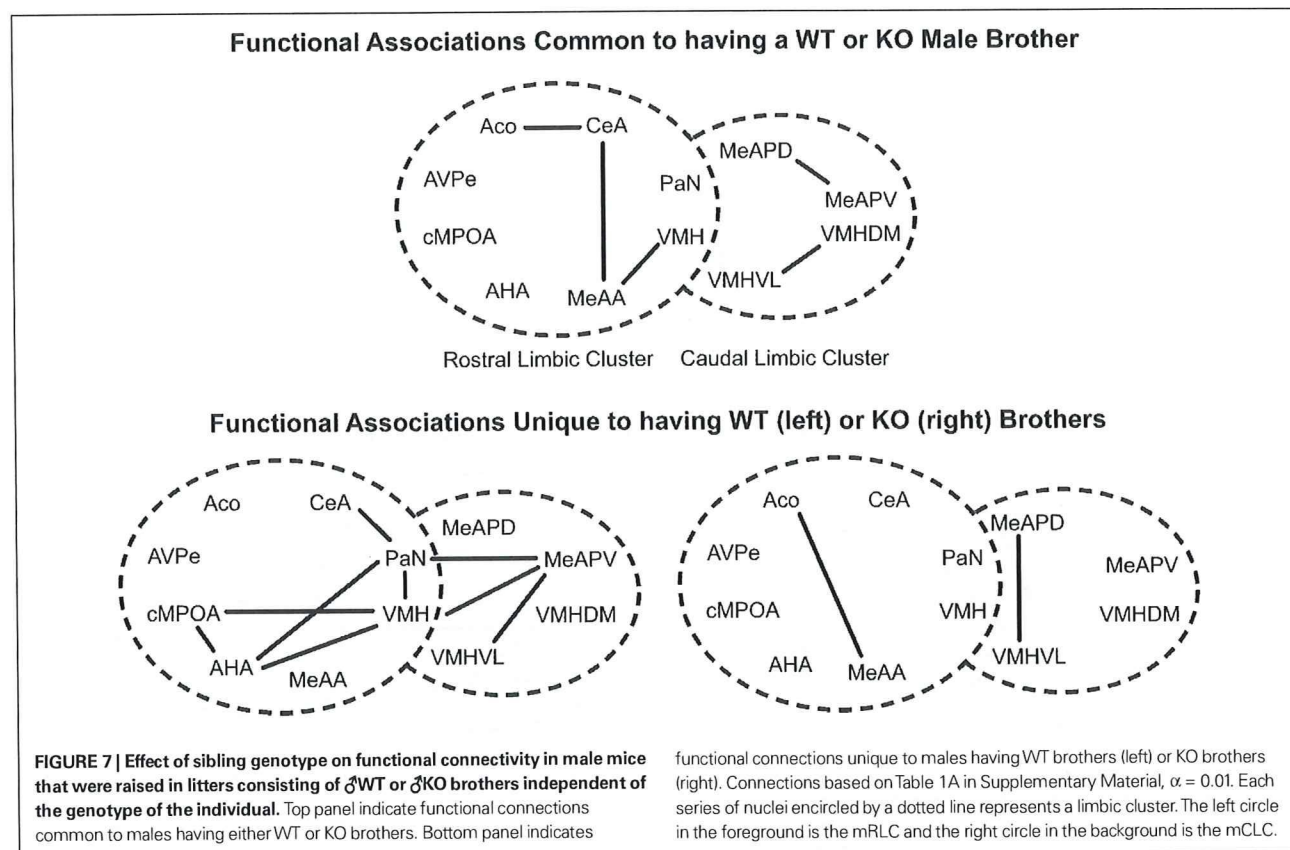 Functional Associations Common to having a WT or KO Male Brother
Aco
CeA
MeAPD
AVPe
PaN
MeAPV
cMPOA
VMH
VMHDM
AHA
MeAA
VMHVL
Rostral Limbic Cluster
Caudal Limbic Cluster
Functional Associations Unique to having WT (left) or KO (right) Brothers
Aco
CeA
MeAPD
AVPe
PaN
MeAPV
cMPOA
VMH
VMHDM
AHA
MeAA
VMHVL
Aco
CeA
MeAPD
AVPe
PaN
MeAPV
cMPOA
VMH
VMHDM
AHA
MeAA
VMHVL
FIGURE 7 | Effect of sibling genotype on functional connectivity in male mice
that were raised in litters consisting of ♂WT or ♂KO brothers independent of
the genotype of the individual. Top panel indicate functional connections
common to males having either WT or KO brothers. Bottom panel indicates
functional connections unique to males having WT brothers (left) or KO brothers
(right). Connections based on Table 1A in Supplementary Material, α = 0.01. Each
series of nuclei encircled by a dotted line represents a limbic cluster. The left circle
in the foreground is the mRLC and the right circle in the background is the mCLC.